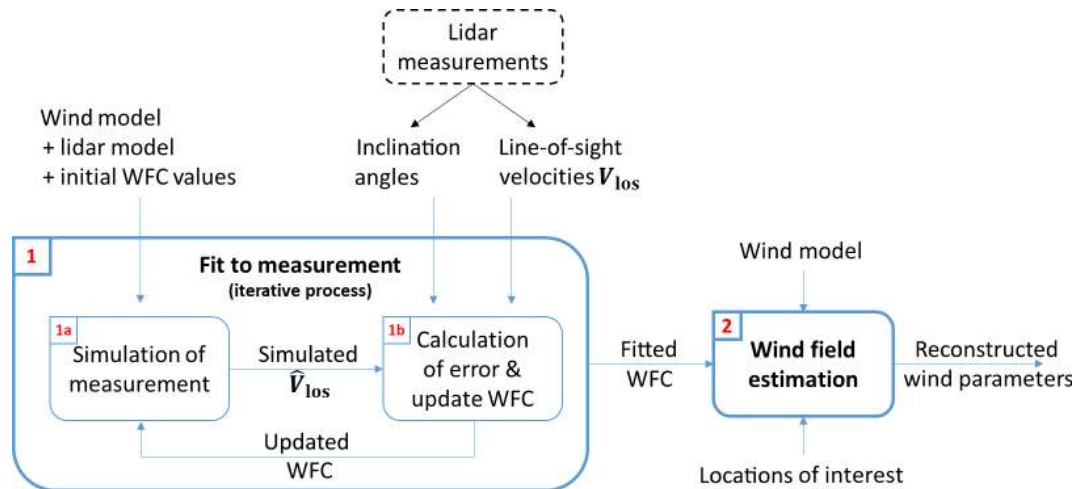 Lidar
measurements
Wind model
+ lidar model
+ initial WFC values
Inclination
angles
Line-of-sight
velocities V_los
1
Fit to measurement
(iterative process)
1a
Simulation of
measurement
Simulated
V̂_los
1b
Calculation
of error &
update WFC
Updated
WFC
Fitted
WFC
Wind model
2
Wind field
estimation
Reconstructed
wind parameters
Locations of interest